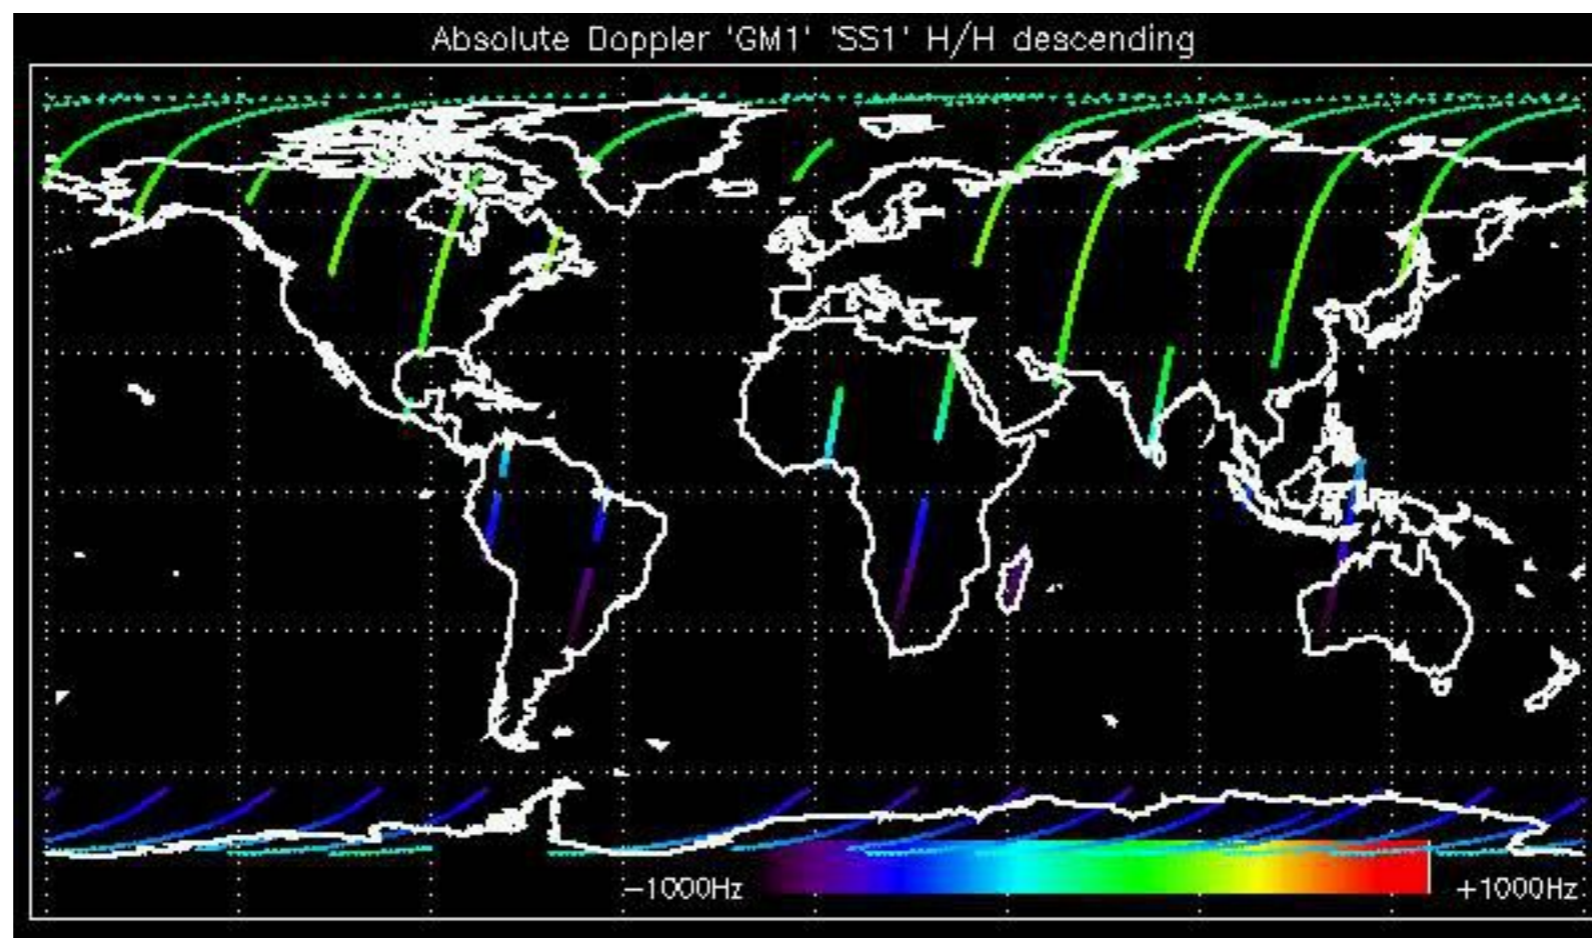 Absolute Doppler 'GM1' 'SS1' H/H descending
-1000Hz
+1000Hz